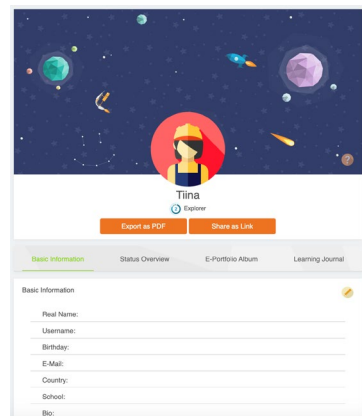 ?
Tiina
2 Explorer
Export as PDF Share as Link
Basic Information Status Overview E-Portfolio Album Learning Journal
Basic Information
Real Name:
Username:
Birthday:
E-Mail:
Country:
School:
Bio: